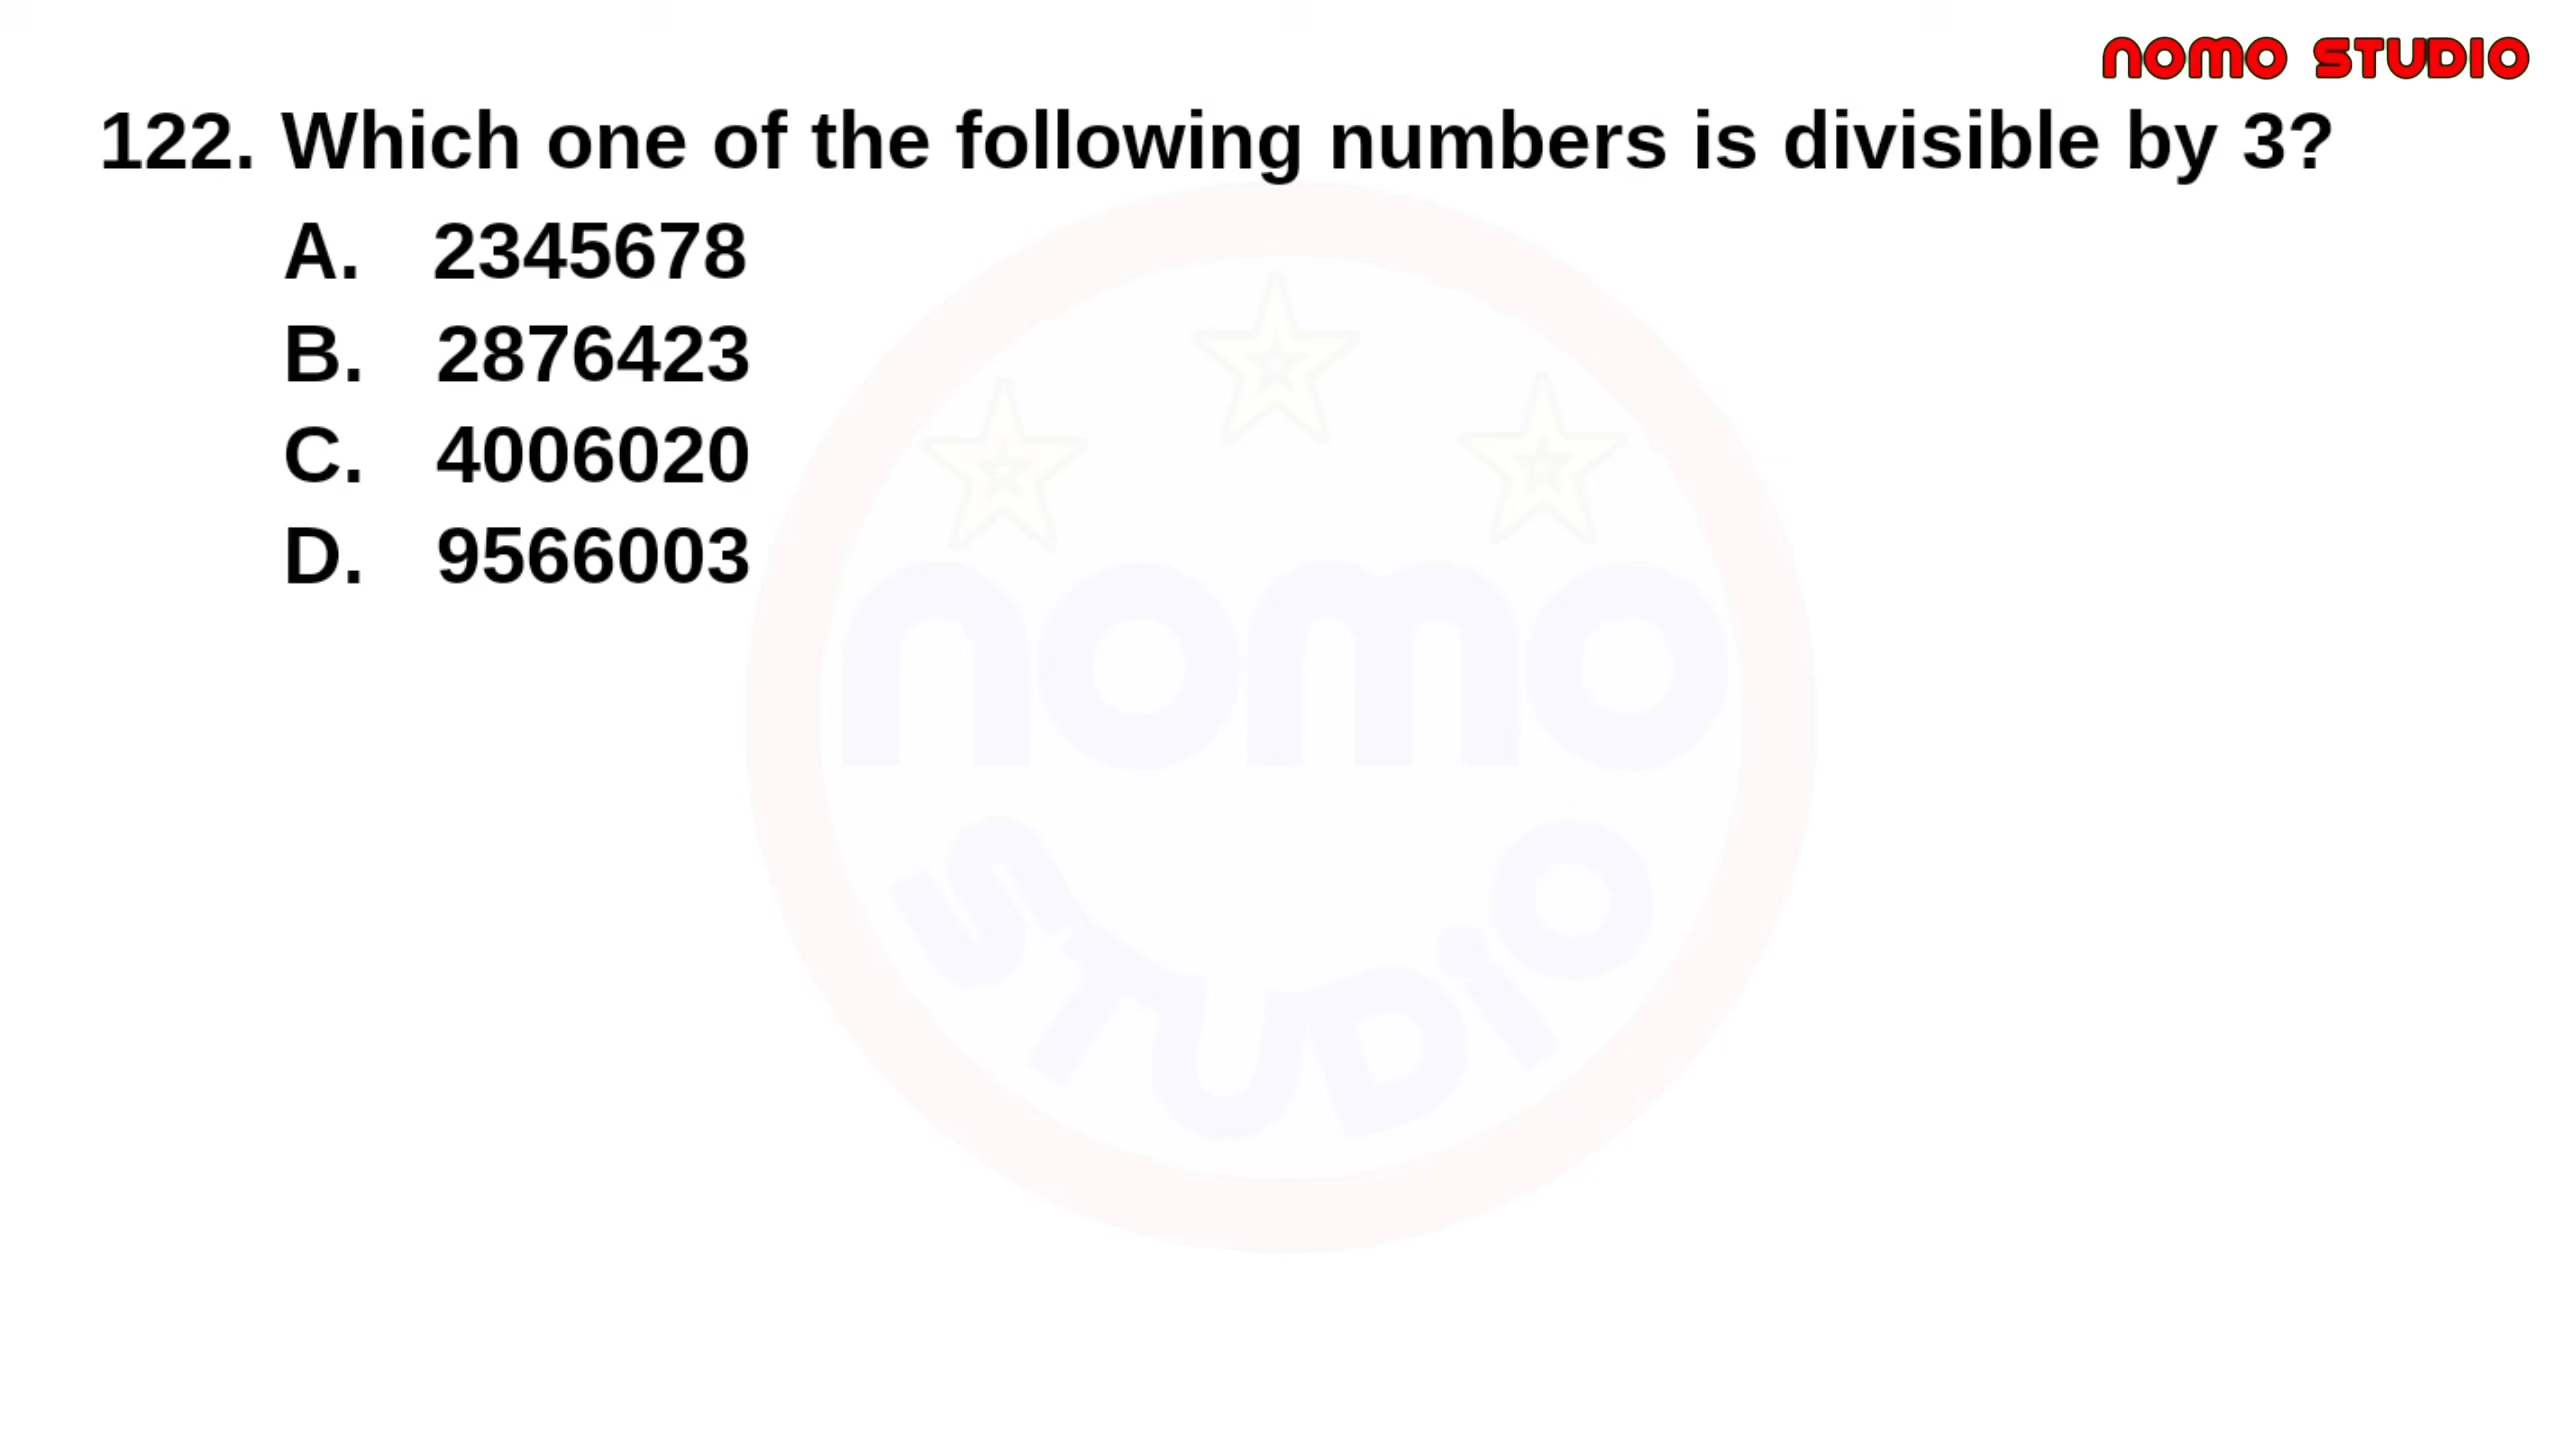 NOMO STUDIO
122. Which one of the following numbers is divisible by 3?
A. 2345678
B. 2876423
C. 4006020
D. 9566003
NOMO
STUDiO